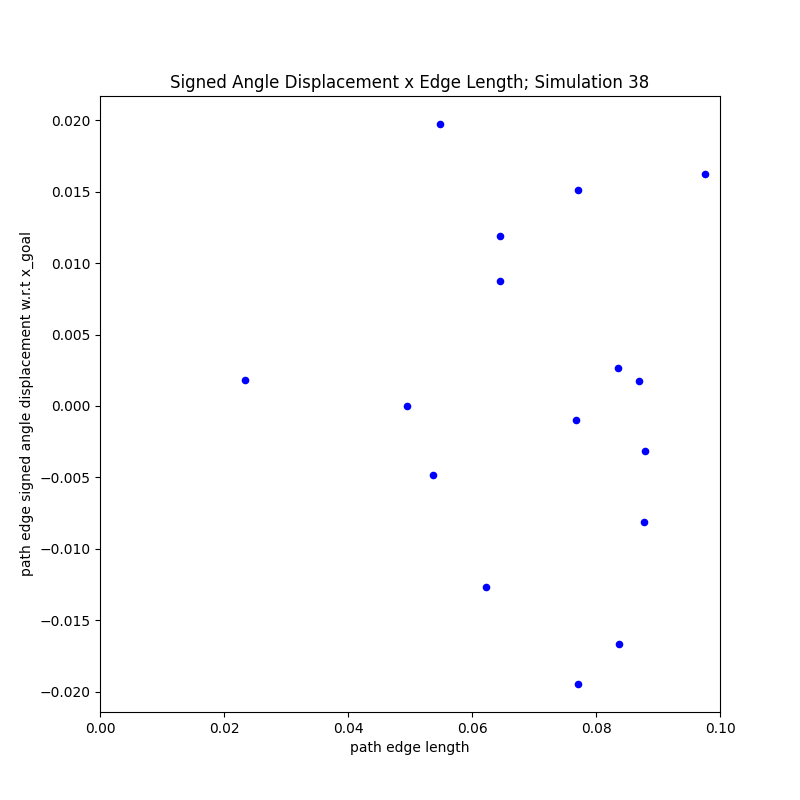 Signed Angle Displacement x Edge Length; Simulation 38
path edge signed angle displacement w.r.t x_goal
0.020
0.015
0.010
0.005
0.000
−0.005
−0.010
−0.015
−0.020
0.00 0.02 0.04 0.06 0.08 0.10
path edge length